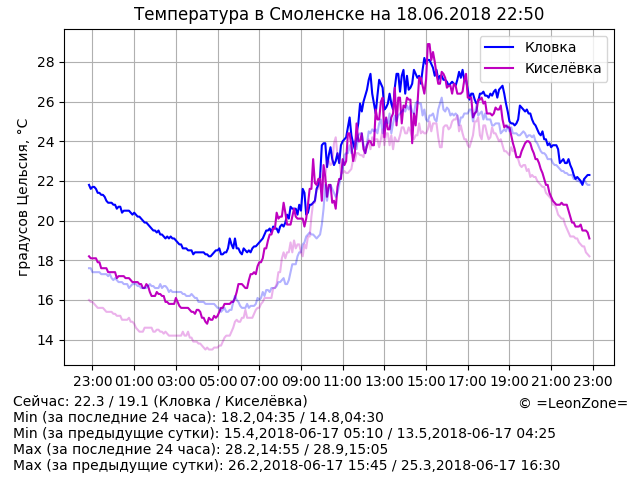 Температура в Смоленске на 18.06.2018 22:50
Кловка
Киселёвка
градусов Цельсия, °C
28
26
24
22
20
18
16
14
23:00 01:00 03:00 05:00 07:00 09:00 11:00 13:00 15:00 17:00 19:00 21:00 23:00
Сейчас: 22.3 / 19.1 (Кловка / Киселёвка)
© =LeonZone=
Min (за последние 24 часа): 18.2,04:35 / 14.8,04:30
Min (за предыдущие сутки): 15.4,2018-06-17 05:10 / 13.5,2018-06-17 04:25
Max (за последние 24 часа): 28.2,14:55 / 28.9,15:05
Max (за предыдущие сутки): 26.2,2018-06-17 15:45 / 25.3,2018-06-17 16:30